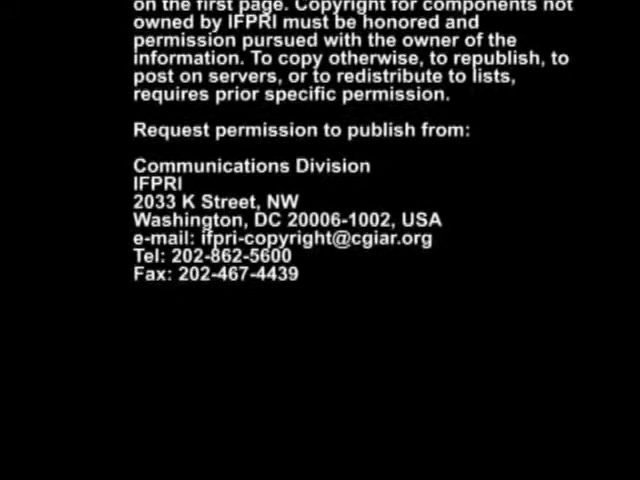 on the first page. Copyright for components not
owned by IFPRI must be honored and
permission pursued with the owner of the
information. To copy otherwise, to republish, to
post on servers, or to redistribute to lists,
requires prior specific permission.
Request permission to publish from:
Communications Division
IFPRI
2033 K Street, NW
Washington, DC 20006-1002, USA
e-mail: ifpri-copyright@cgiar.org
Tel: 202-862-5600
Fax: 202-467-4439